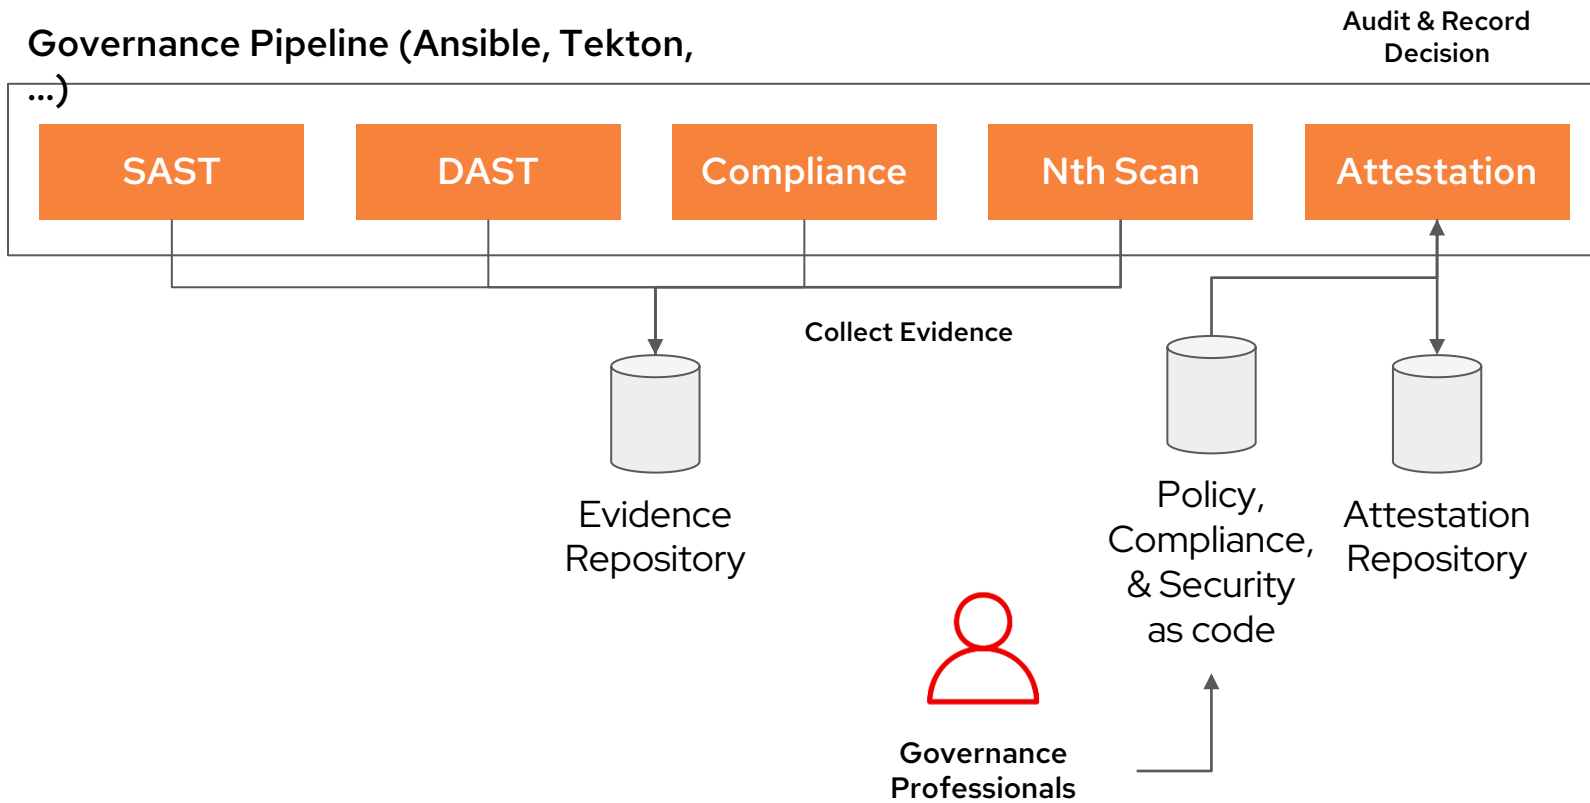 Governance Pipeline (Ansible, Tekton,
...)
Audit & Record
Decision
SAST
DAST
Compliance
Nth Scan
Attestation
Collect Evidence
Evidence
Repository
Policy,
Compliance,
& Security
as code
Attestation
Repository
Governance
Professionals